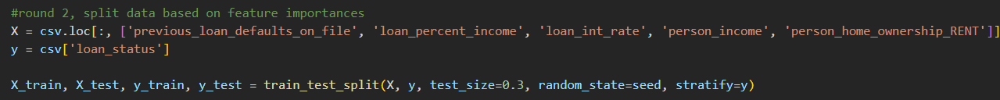 #round 2, split data based on feature importances
X = csv.loc[:, ['previous_loan_defaults_on_file', 'loan_percent_income', 'loan_int_rate', 'person_income', 'person_home_ownership_RENT']]
y = csv['loan_status']
X_train, X_test, y_train, y_test = train_test_split(X, y, test_size=0.3, random_state=seed, stratify=y)